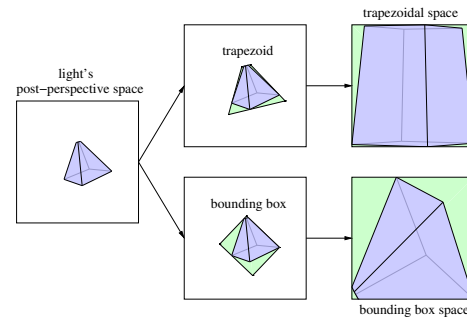 light's
post-perspective space
trapezoid
trapezoidal space
bounding box
bounding box space